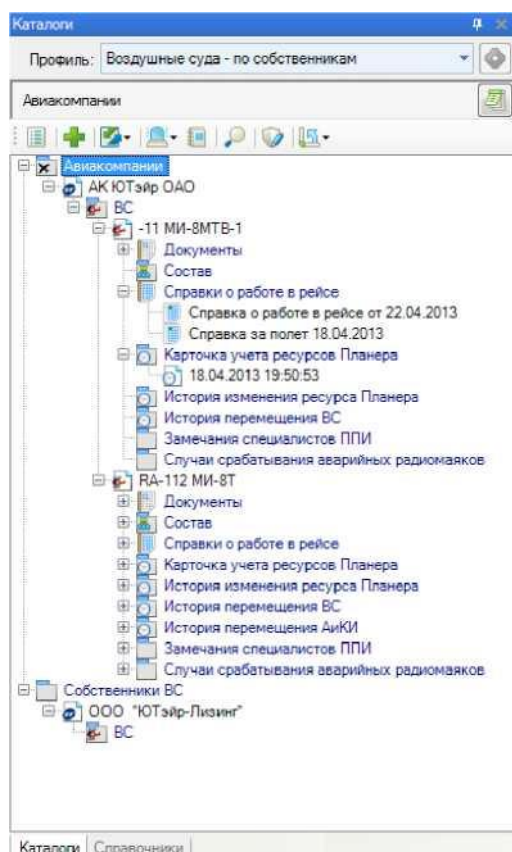 Каталоги
Профиль: Воздушные суда - по собственникам
Авиакомпании
Авиакомпании
АК ЮТэйр ОАО
ВС
-11 МИ-8МТВ-1
Документы
Состав
Справки о работе в рейсе
Справка о работе в рейсе от 22.04.2013
Справка за полет 18.04.2013
Карточка учета ресурсов Планера
18.04.2013 19:50:53
История изменения ресурса Планера
История перемещения ВС
Замечания специалистов ППИ
Случаи срабатывания аварийных радиомаяков
RA-112 МИ-8Т
Документы
Состав
Справки о работе в рейсе
Карточка учета ресурсов Планера
История изменения ресурса Планера
История перемещения ВС
История перемещения АиКИ
Замечания специалистов ППИ
Случаи срабатывания аварийных радиомаяков
Собственники ВС
ООО "ЮТэйр-Лизинг"
ВС
Каталоги Справочники